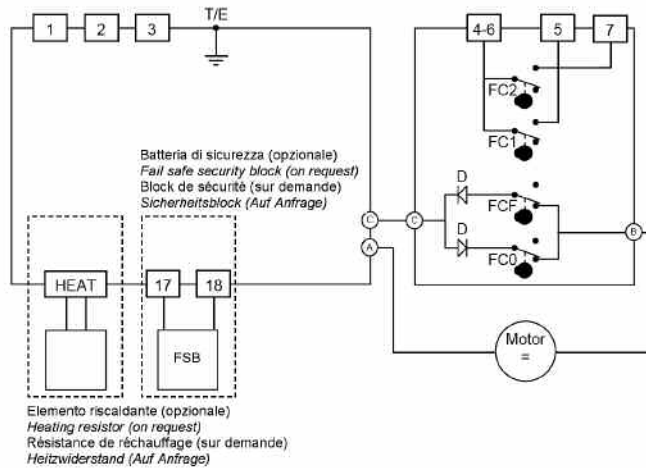 T/E
1 2 3
4-6 5 7
FC2
FC1
Batteria di sicurezza (opzionale)
Fail safe security block (on request)
Block de sécurité (sur demande)
Sicherheitsblock (Auf Anfrage)
D
C C
FCF
D
B
A
FC0
HEAT 17 18
Motor
=
FSB
Elemento riscaldante (opzionale)
Heating resistor (on request)
Résistance de réchauffage (sur demande)
Heitzwiderstand (Auf Anfrage)